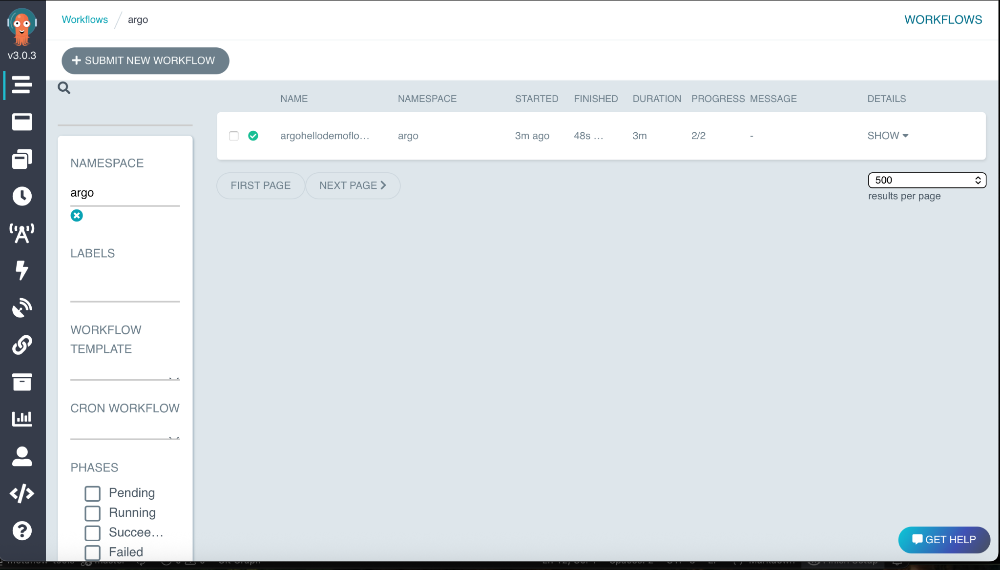 Workflows / argo
WORKFLOWS
v3.0.3
SUBMIT NEW WORKFLOW
NAME NAMESPACE STARTED FINISHED DURATION PROGRESS MESSAGE DETAILS
argohellodemoflo... argo 3m ago 48s ... 3m 2/2 - SHOW
FIRST PAGE NEXT PAGE
500
results per page
NAMESPACE
argo
LABELS
WORKFLOW
TEMPLATE
CRON WORKFLOW
PHASES
Pending
Running
Succee...
Failed
GET HELP